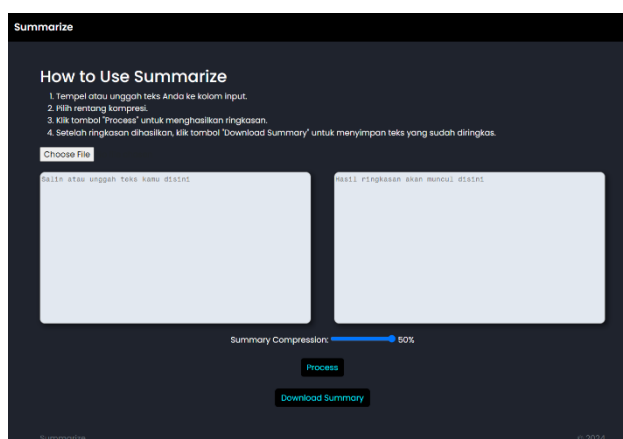 Summarize
How to Use Summarize
1. Tempel atau unggah teks Anda ke kolom input.
2. Pilih rentang kompresi.
3. Klik tombol "Process" untuk menghasilkan ringkasan.
4. Setelah ringkasan dihasilkan, klik tombol "Download Summary" untuk menyimpan teks yang sudah diringkas.
Choose File
Salin atau unggah teks kamu disini
Hasil ringkasan akan muncul disini
Summary Compression: 50%
Process
Download Summary
Summarize
© 2024